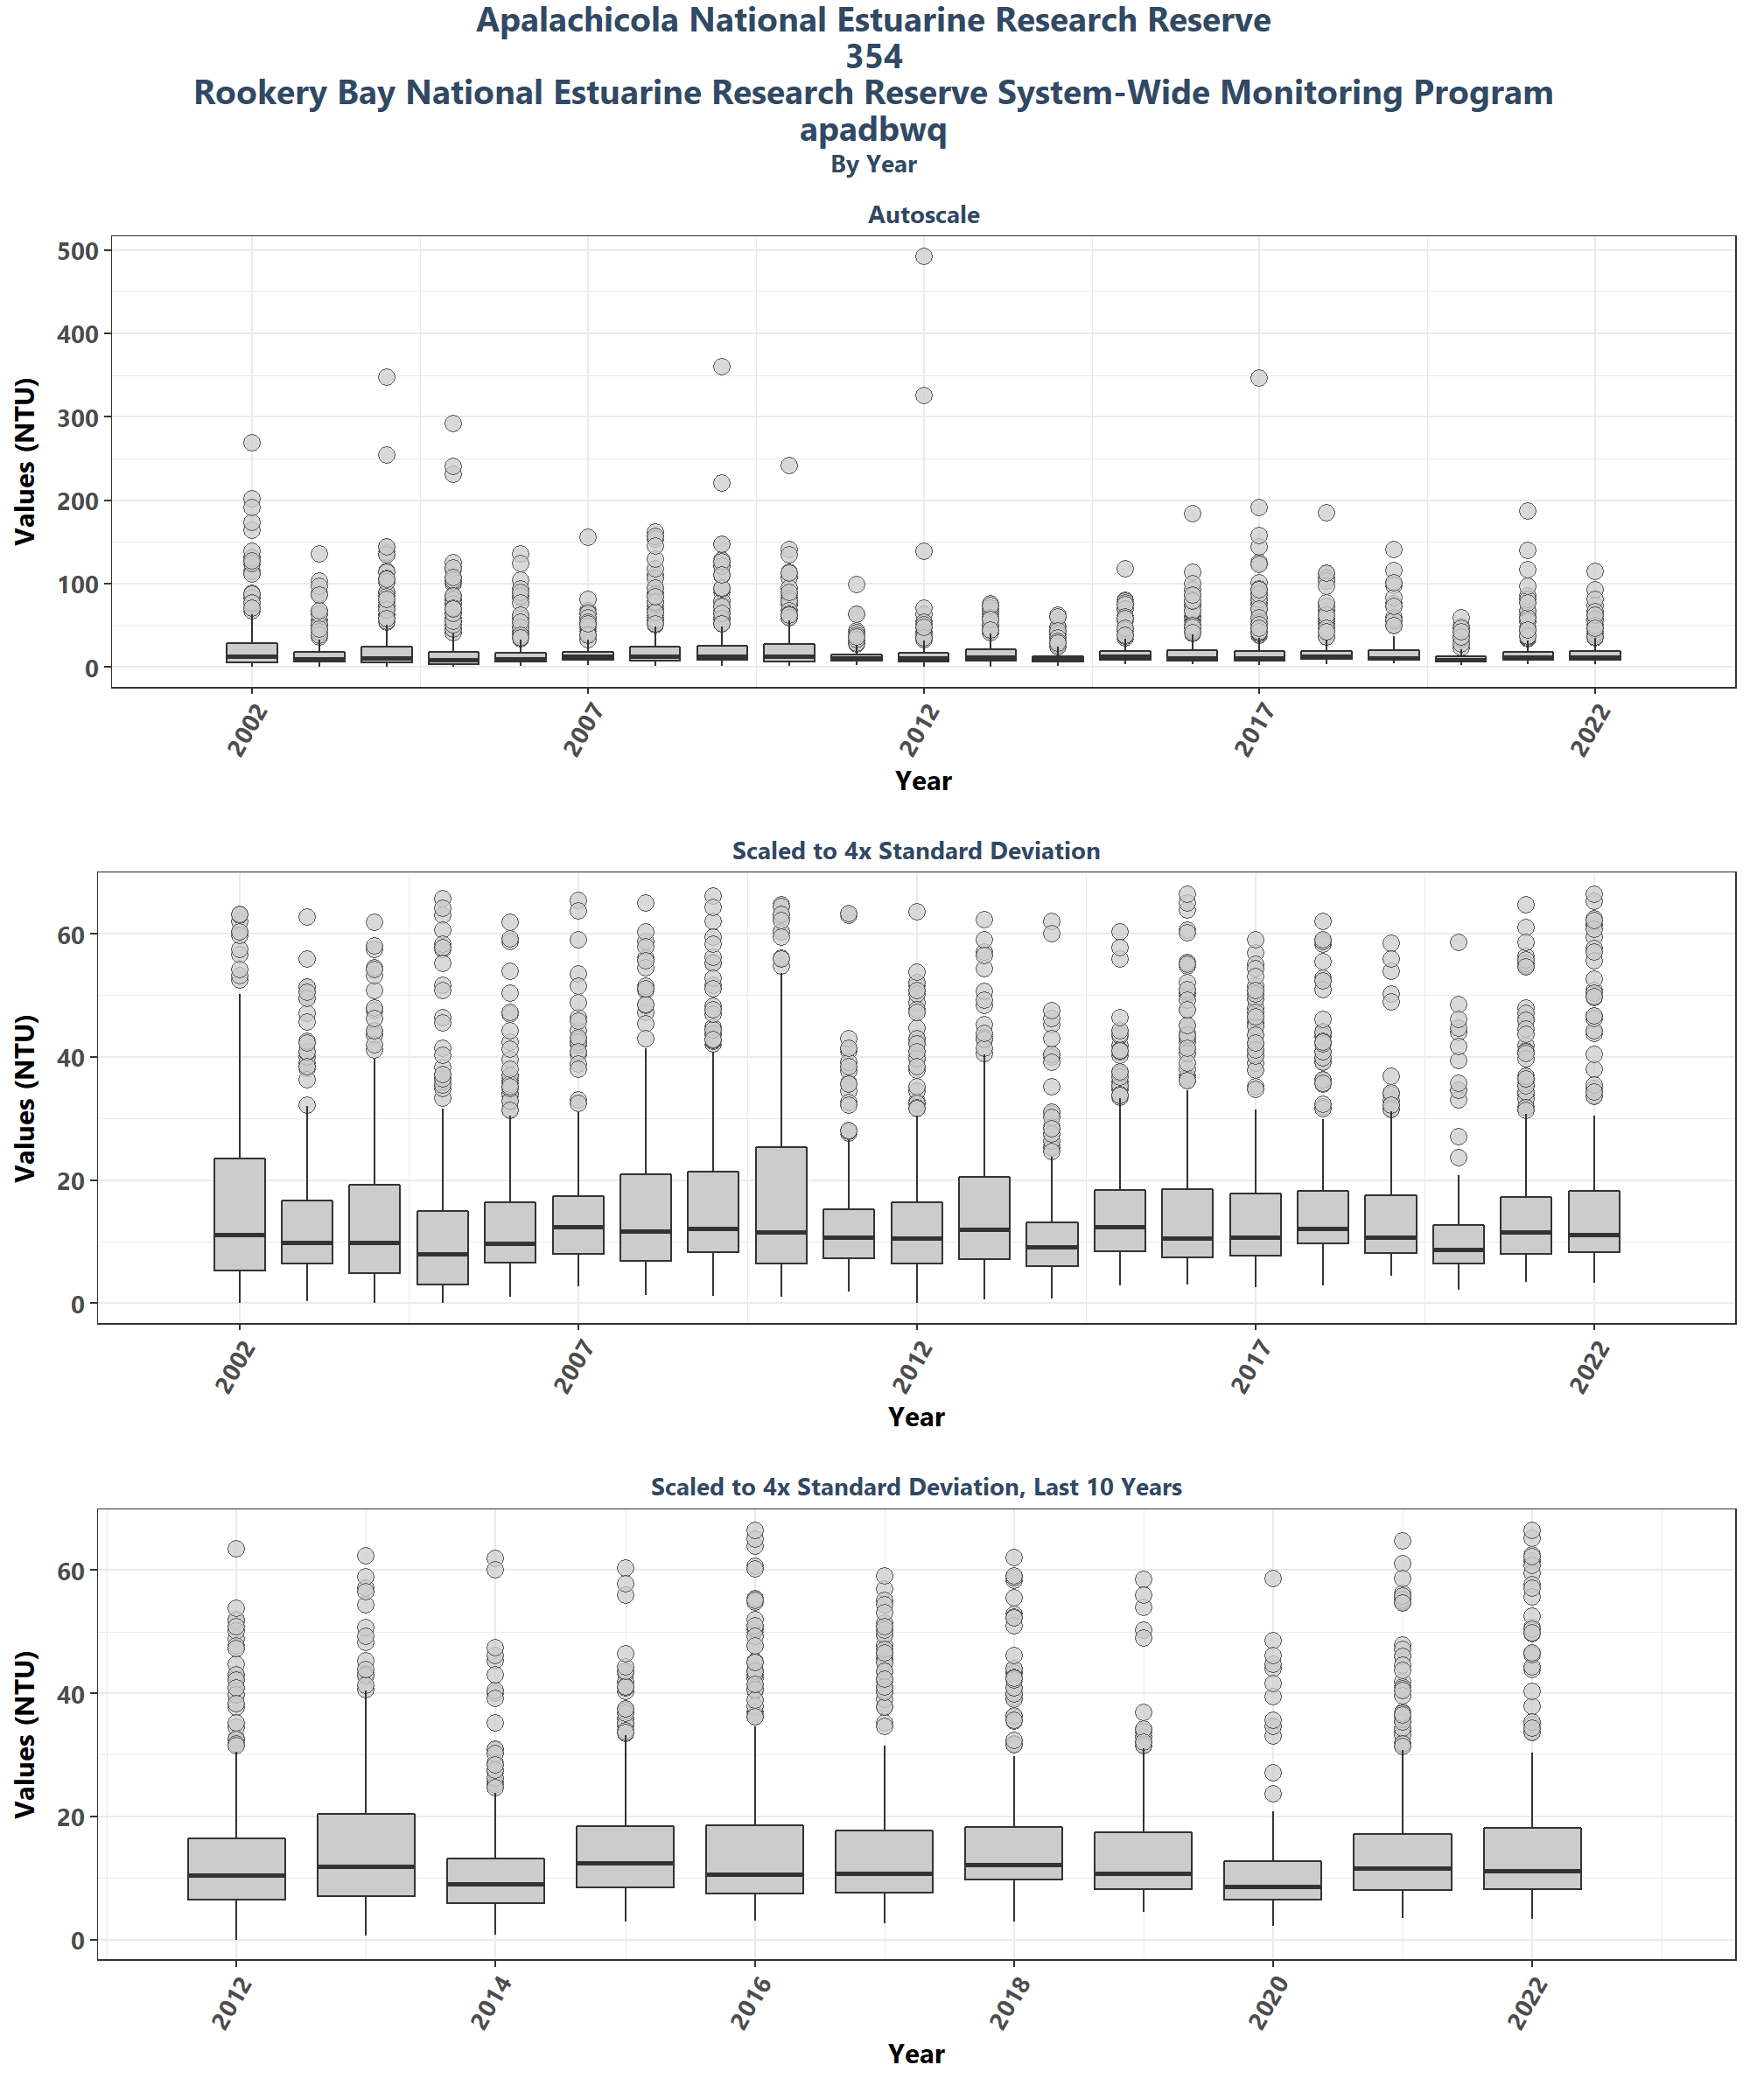 Apalachicola National Estuarine Research Reserve
354
Rookery Bay National Estuarine Research Reserve System-Wide Monitoring Program
apadbwq
By Year
Autoscale
Values (NTU)
500
400
300
200
100
0
2002
2007
2012
2017
2022
Year
Scaled to 4x Standard Deviation
Values (NTU)
60
40
20
0
2002
2007
2012
2017
2022
Year
Scaled to 4x Standard Deviation, Last 10 Years
Values (NTU)
60
40
20
0
2012
2014
2016
2018
2020
2022
Year